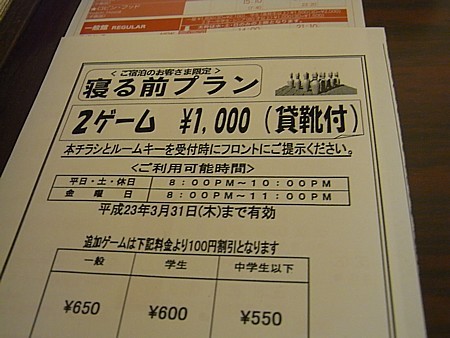 一般館 REGULAR
<ご宿泊のお客さま限定>
寝る前プラン
2ゲーム ¥1,000(貸靴付)
本チラシとルームキーを受付時にフロントにご提示ください。
<ご利用可能時間>
平日・土・休日 8:00PM~10:00PM
金曜日 8:00PM~11:00PM
平成23年3月31日(木)まで有効
追加ゲームは下記料金より100円割引となります
一般 学生 中学生以下
¥650 ¥600 ¥550